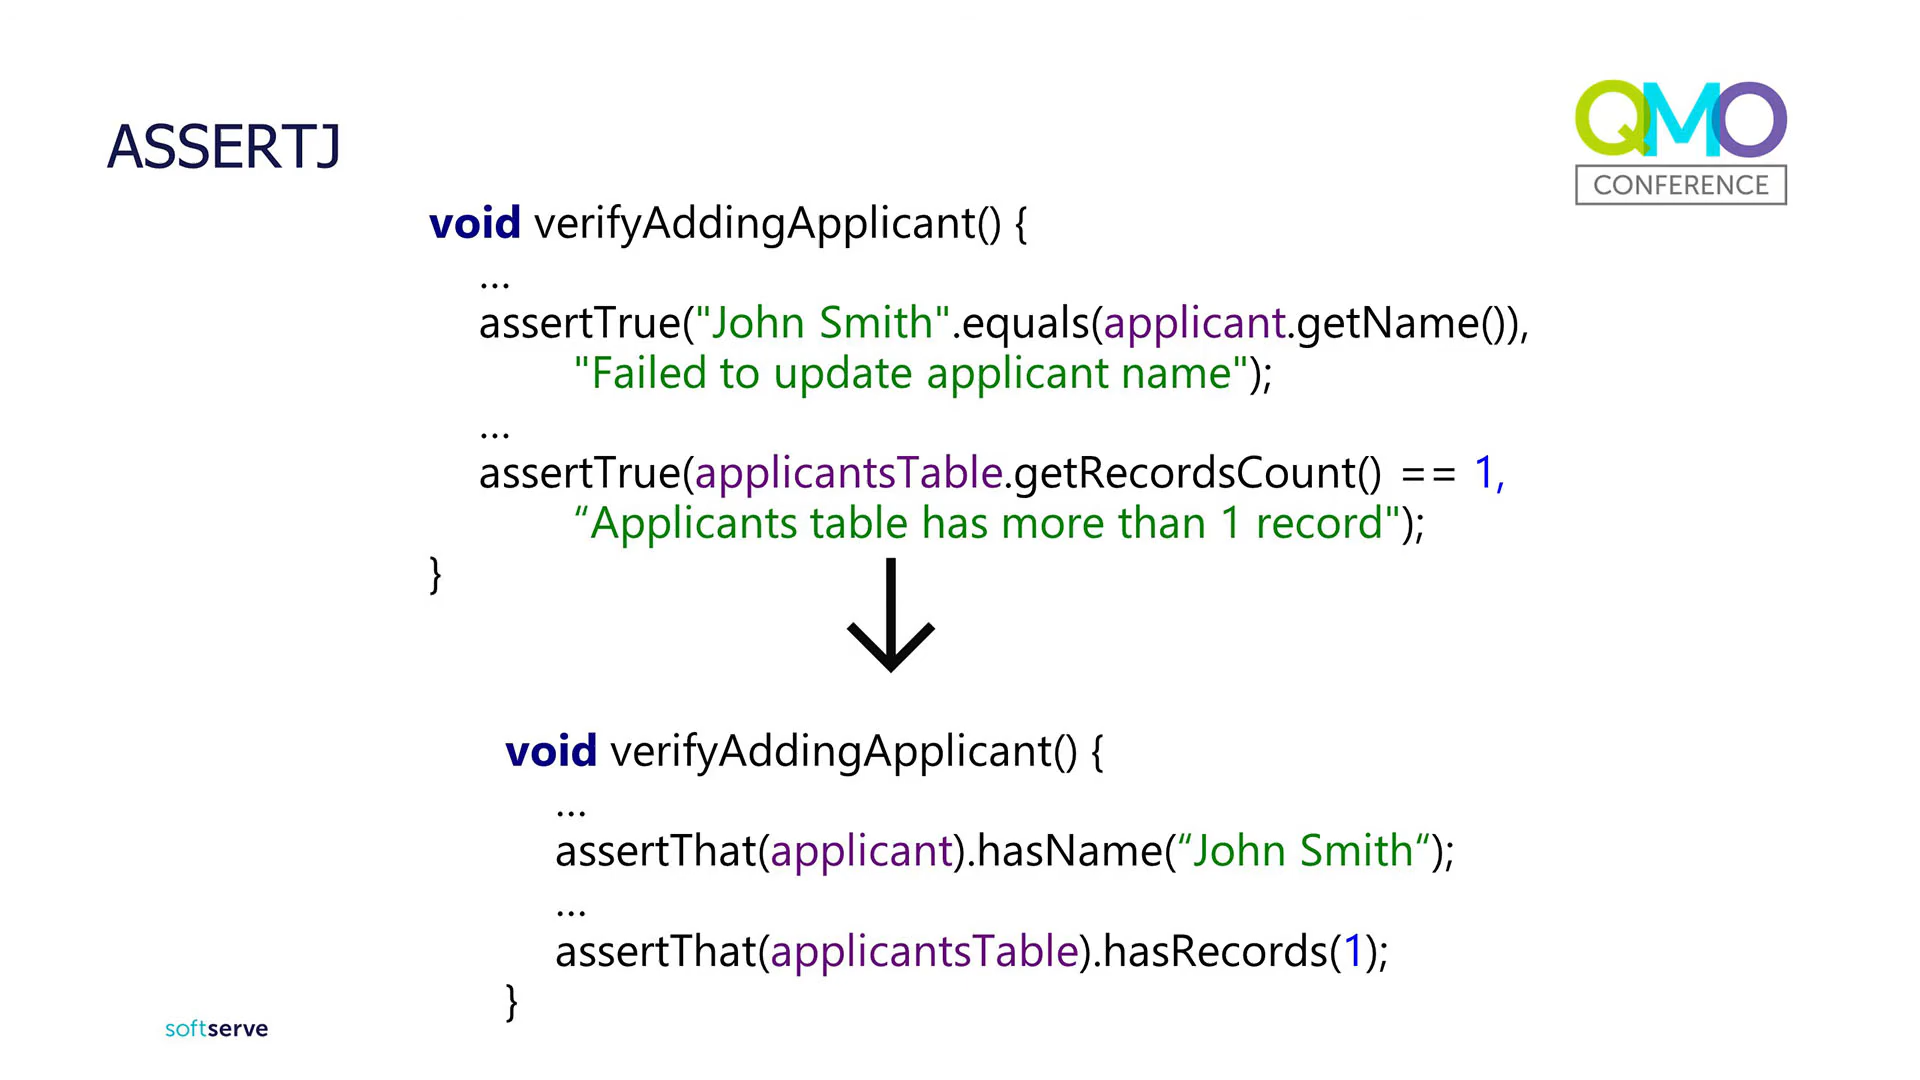 ASSERTJ
QMO
CONFERENCE
void verifyAddingApplicant() {
...
assertTrue("John Smith".equals(applicant.getName()),
"Failed to update applicant name");
...
assertTrue(applicantsTable.getRecordsCount() == 1,
“Applicants table has more than 1 record");
}
void verifyAddingApplicant() {
...
assertThat(applicant).hasName(“John Smith“);
...
assertThat(applicantsTable).hasRecords(1);
}
softserve